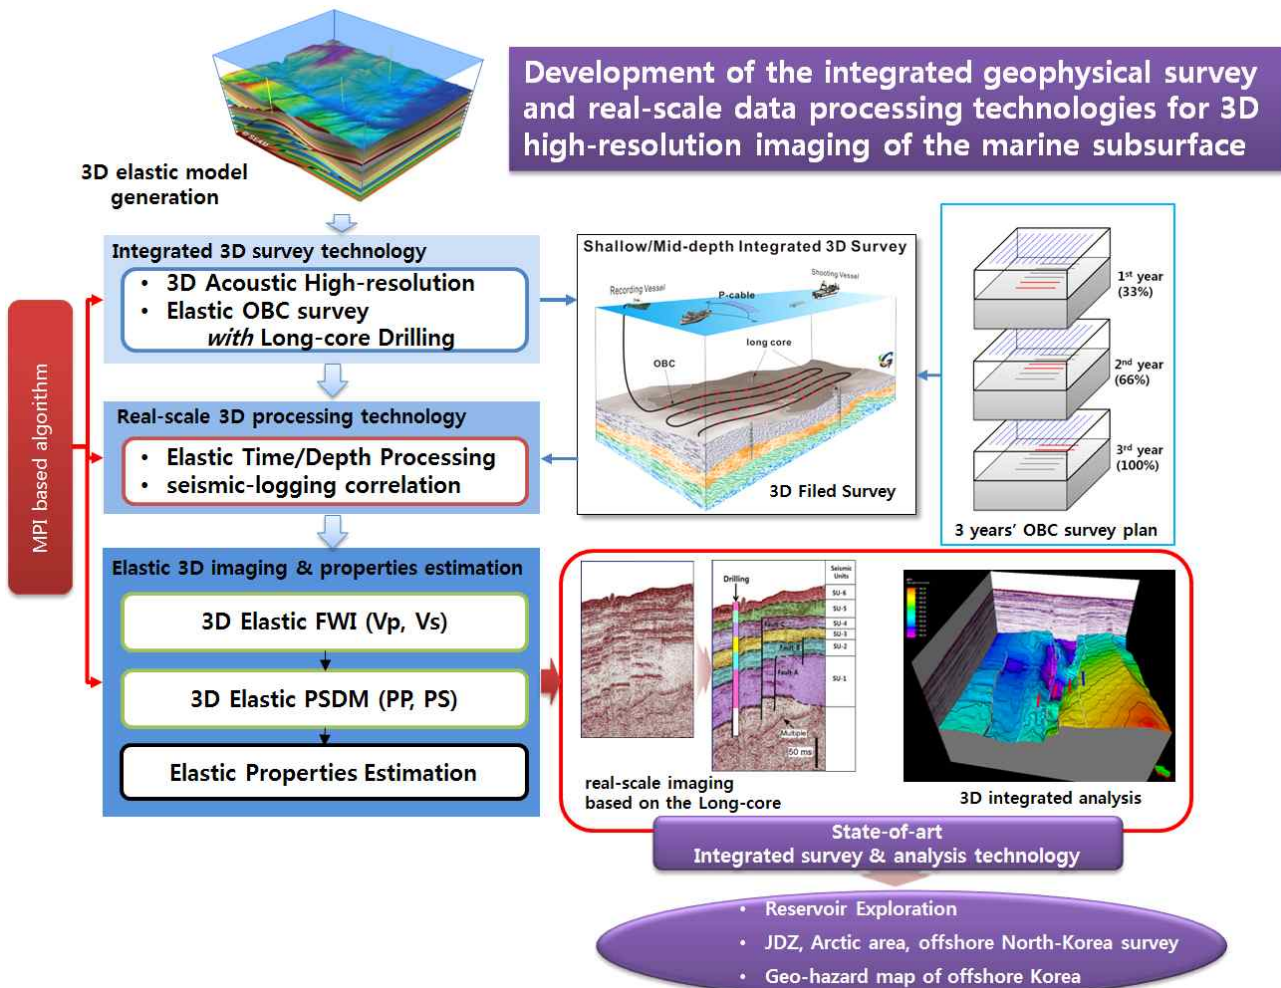 Development of the integrated geophysical survey
and real-scale data processing technologies for 3D
high-resolution imaging of the marine subsurface
3D elastic model
generation
MPI based algorithm
Integrated 3D survey technology
• 3D Acoustic High-resolution
• Elastic OBC survey
with Long-core Drilling
Real-scale 3D processing technology
• Elastic Time/Depth Processing
• seismic-logging correlation
Elastic 3D imaging & properties estimation
3D Elastic FWI (Vp, Vs)
3D Elastic PSDM (PP, PS)
Elastic Properties Estimation
Shallow/Mid-depth Integrated 3D Survey
Recording Vessel
Shooting Vessel
P-cable
long core
OBC
3D Filed Survey
1st year
(33%)
2nd year
(66%)
3rd year
(100%)
3 years' OBC survey plan
Drilling
Seismic
Units
SU-6
SU-5
SU-4
SU-3
SU-2
SU-1
Fault-C
Fault-B
Fault-A
Multiple
50 ms
real-scale imaging
based on the Long-core
3D integrated analysis
State-of-art
Integrated survey & analysis technology
• Reservoir Exploration
• JDZ, Arctic area, offshore North-Korea survey
• Geo-hazard map of offshore Korea